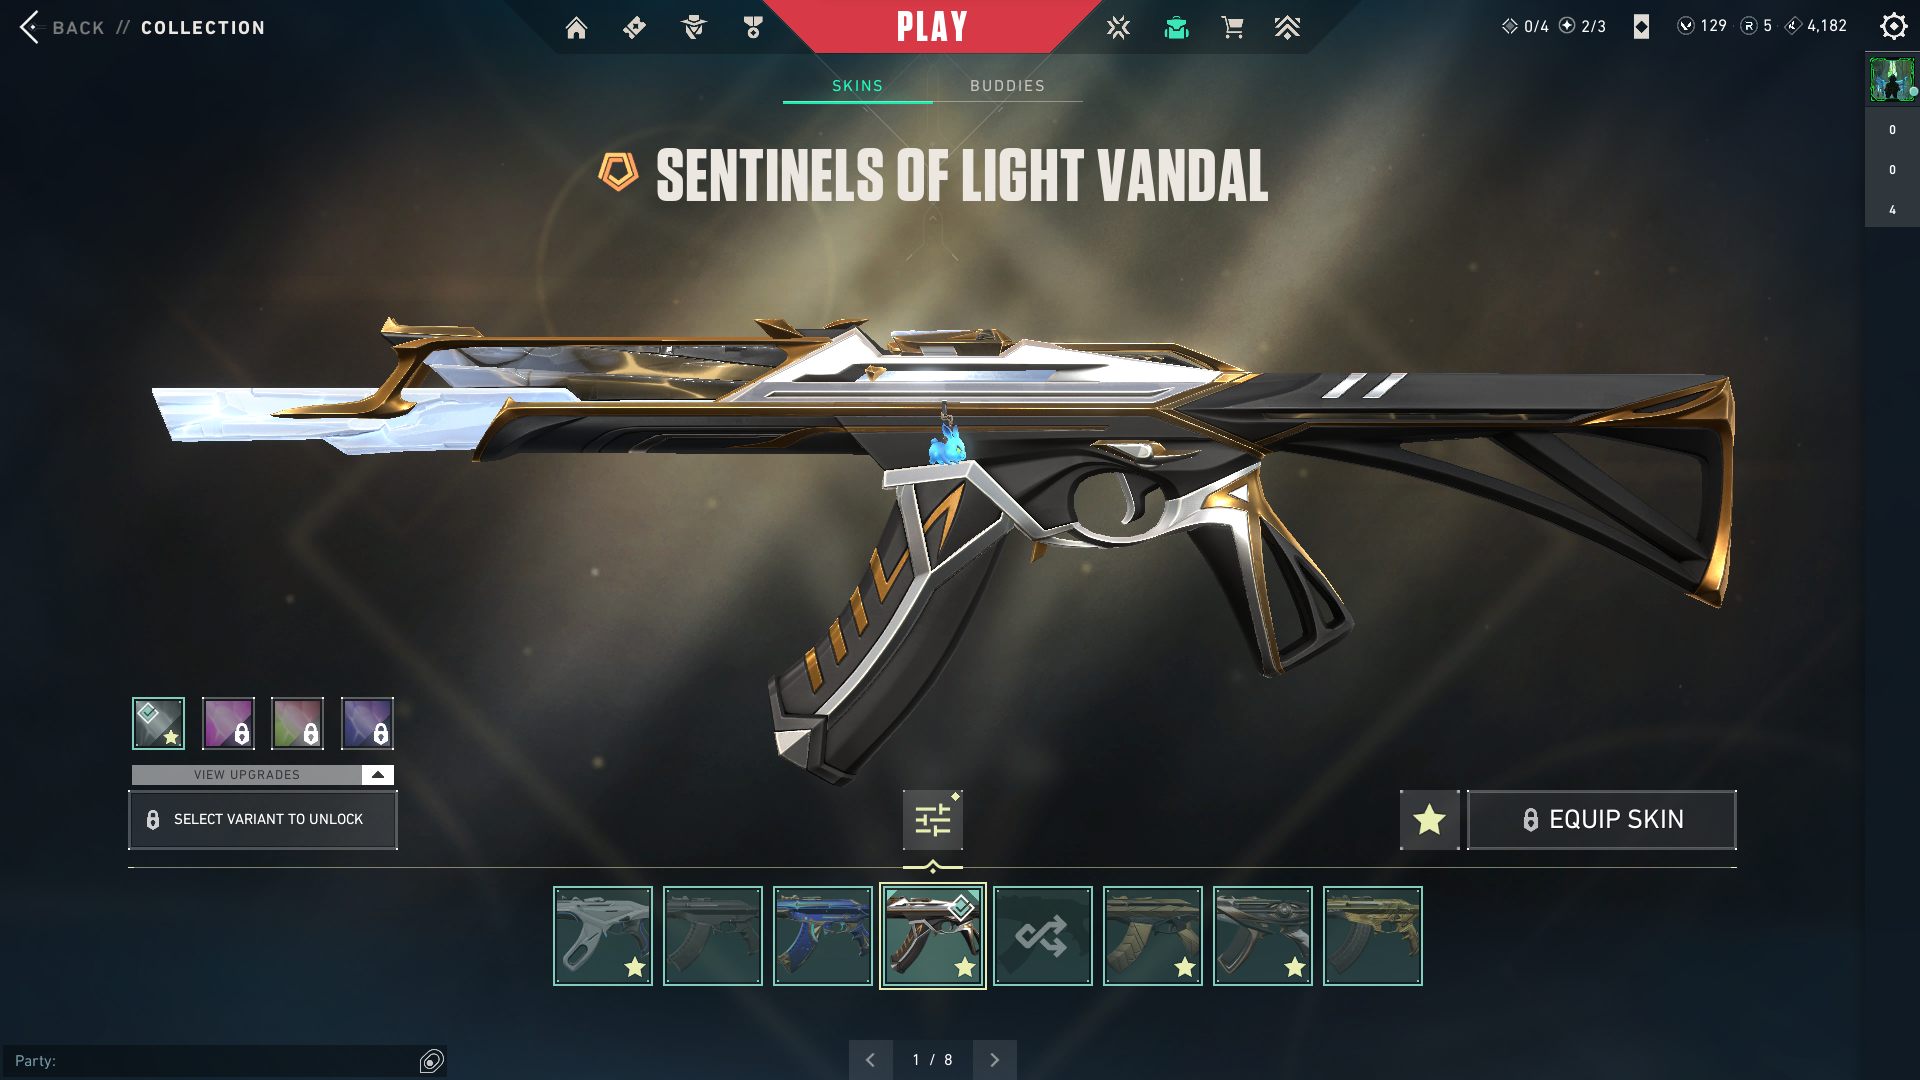 BACK // COLLECTION
PLAY
0/4 2/3 129 R 5 4,182
SKINS BUDDIES
SENTINELS OF LIGHT VANDAL
0
0
4
VIEW UPGRADES
SELECT VARIANT TO UNLOCK
EQUIP SKIN
Party:
1 / 8